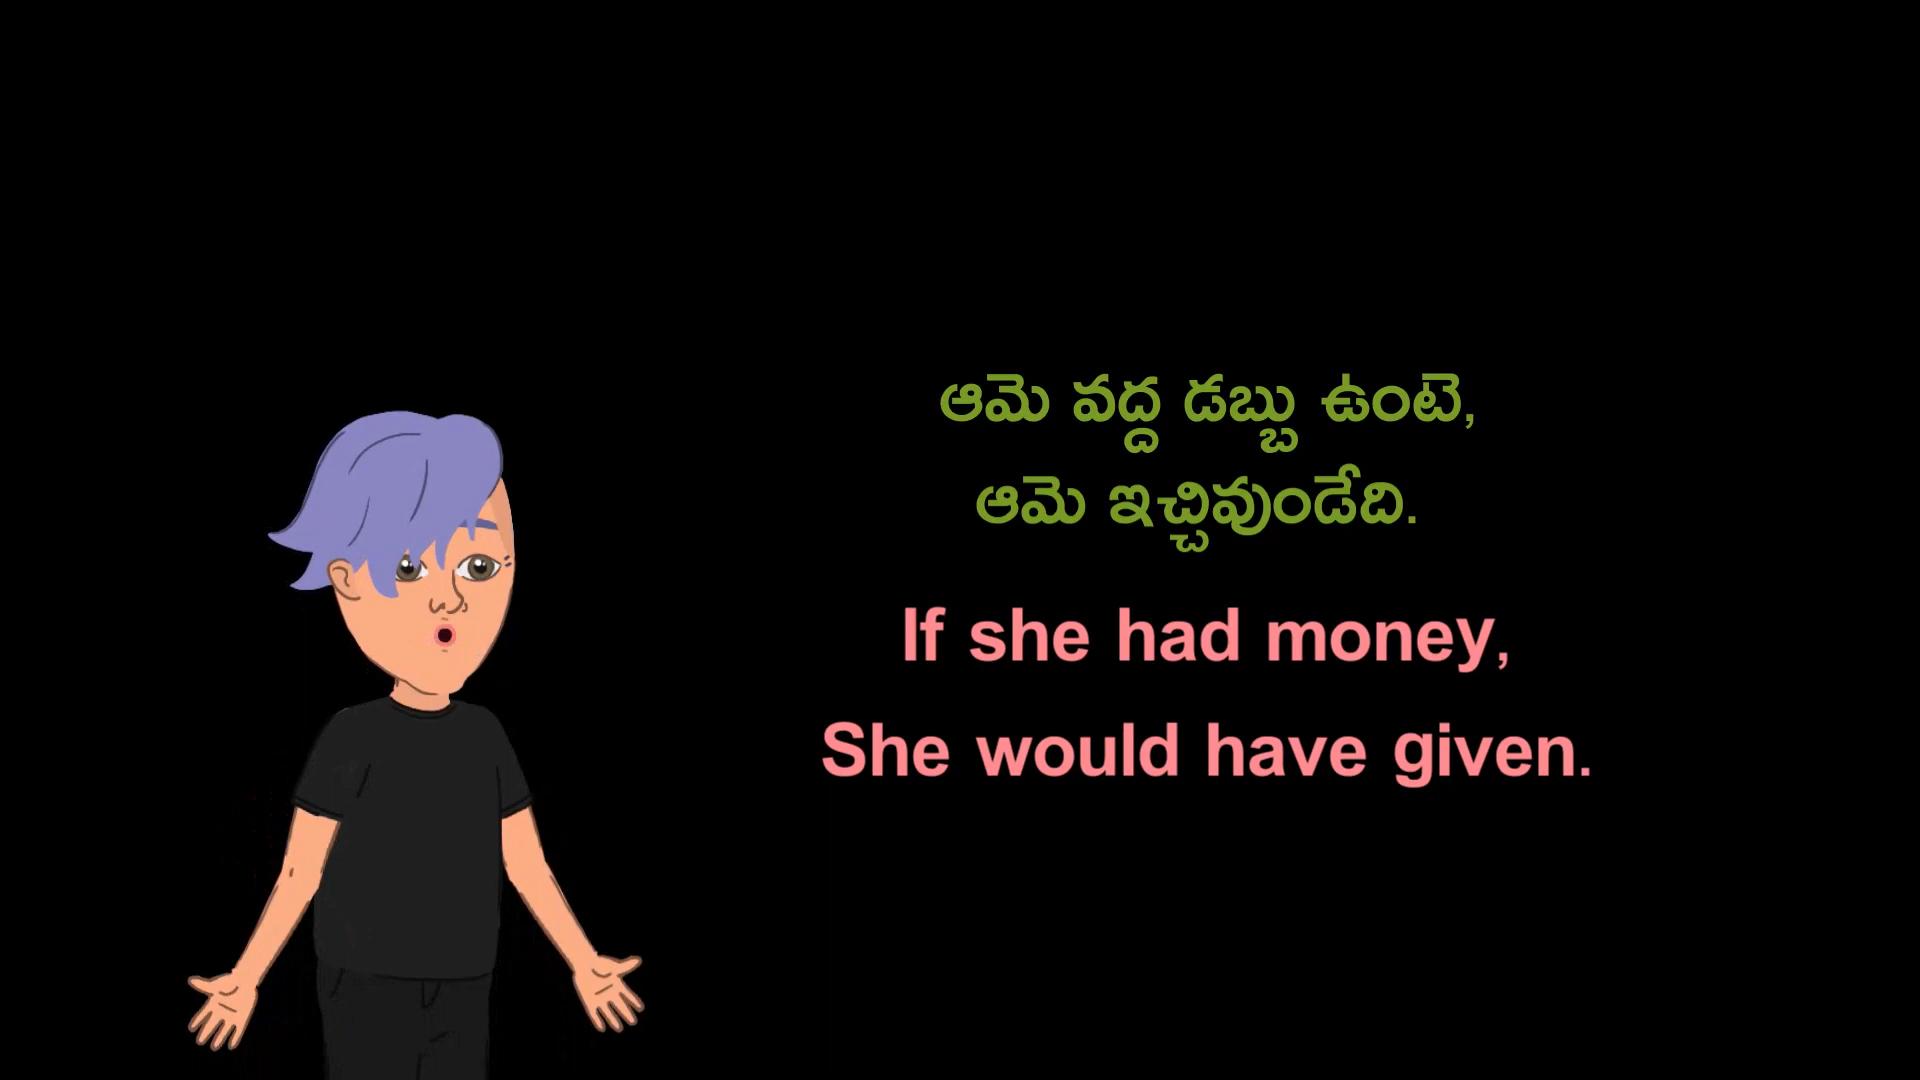 ఆమె వద్ద డబ్బు ఉంటె,
ఆమె ఇచ్చివుండేది.
If she had money,
She would have given.